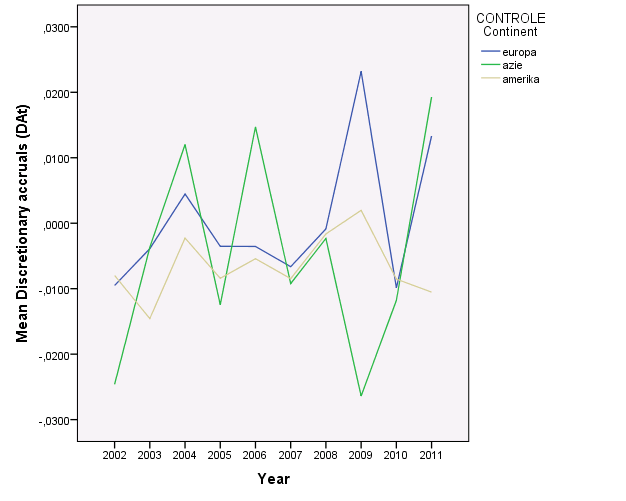 CONTROLE
Continent
europa
azie
amerika
Mean Discretionary accruals (DAt)
,0300
,0200
,0100
,0000
-,0100
-,0200
-,0300
2002 2003 2004 2005 2006 2007 2008 2009 2010 2011
Year